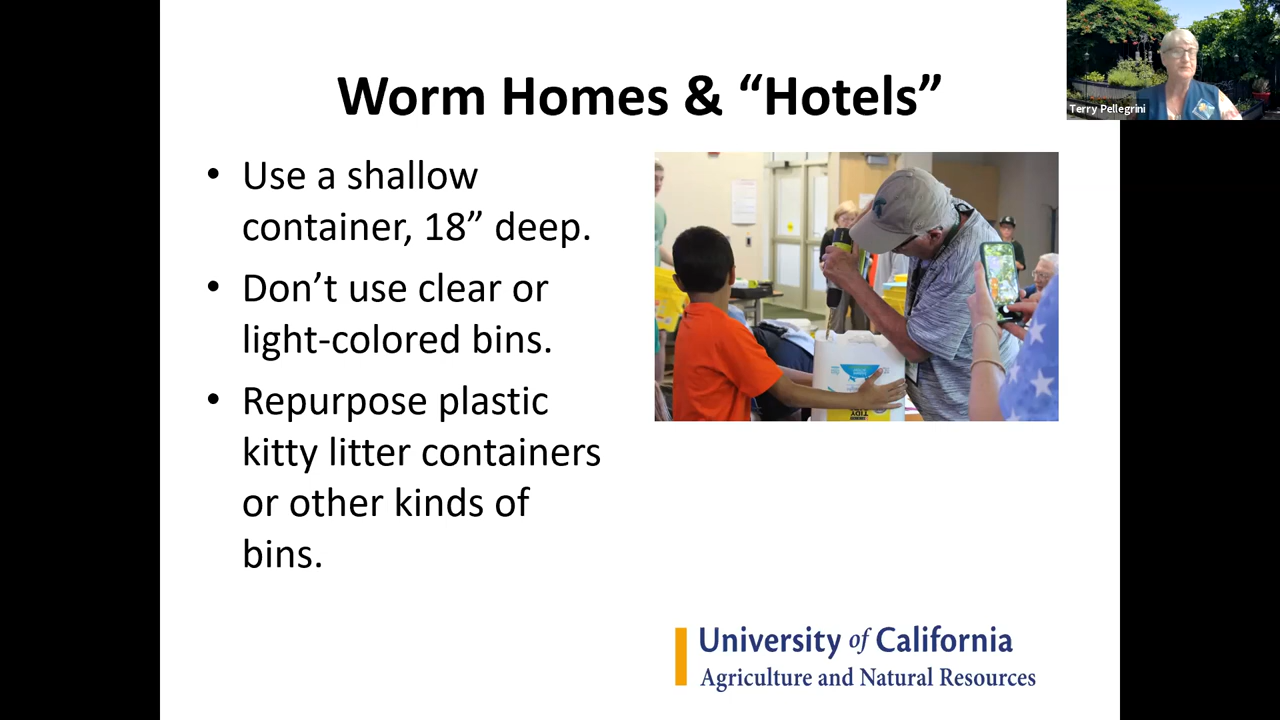 Worm Homes & “Hotels”
Terry Pellegrini
• Use a shallow
container, 18” deep.
• Don’t use clear or
light-colored bins.
• Repurpose plastic
kitty litter containers
or other kinds of
bins.
TIDY
University of California
Agriculture and Natural Resources